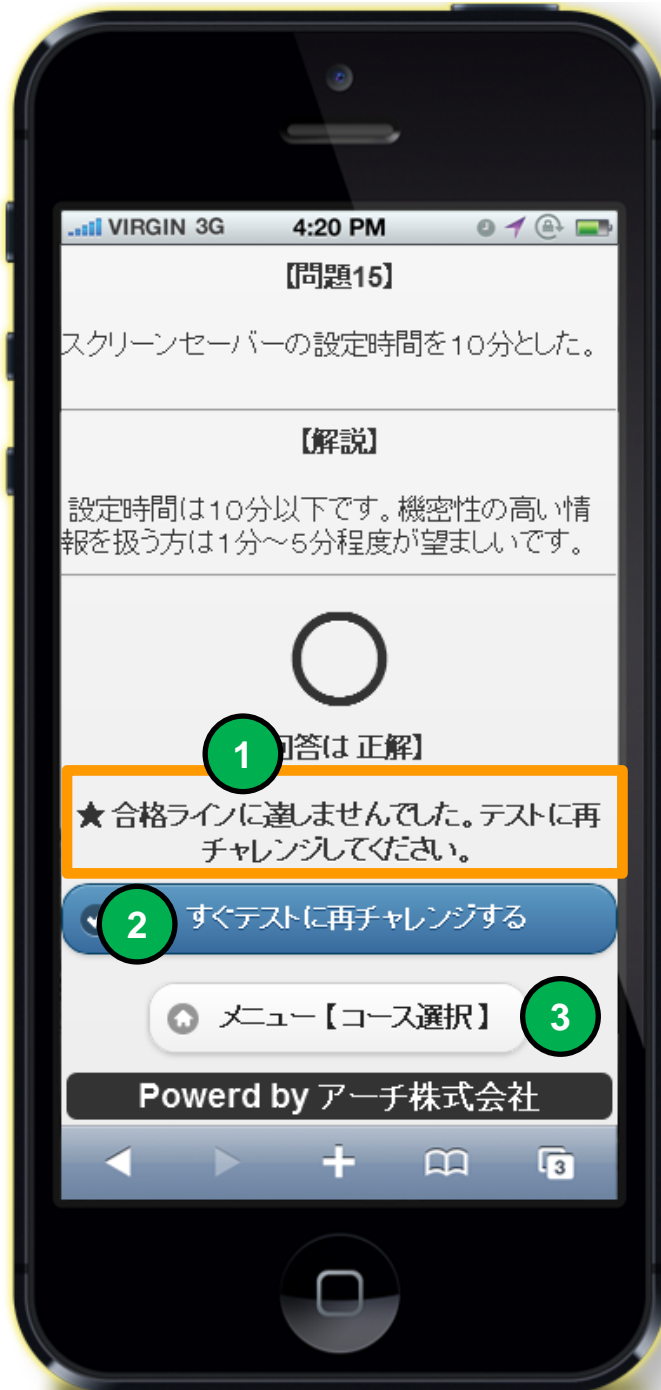 VIRGIN 3G 4:20 PM
【問題15】
スクリーンセーバーの設定時間を10分とした。
【解説】
設定時間は10分以下です。機密性の高い情
報を扱う方は1分～5分程度が望ましいです。
1
回答は 正解】
★ 合格ラインに達しませんでした。テストに再
チャレンジしてください。
2 すぐテストに再チャレンジする
メニュー【コース選択】 3
Powerd by アーチ株式会社
3